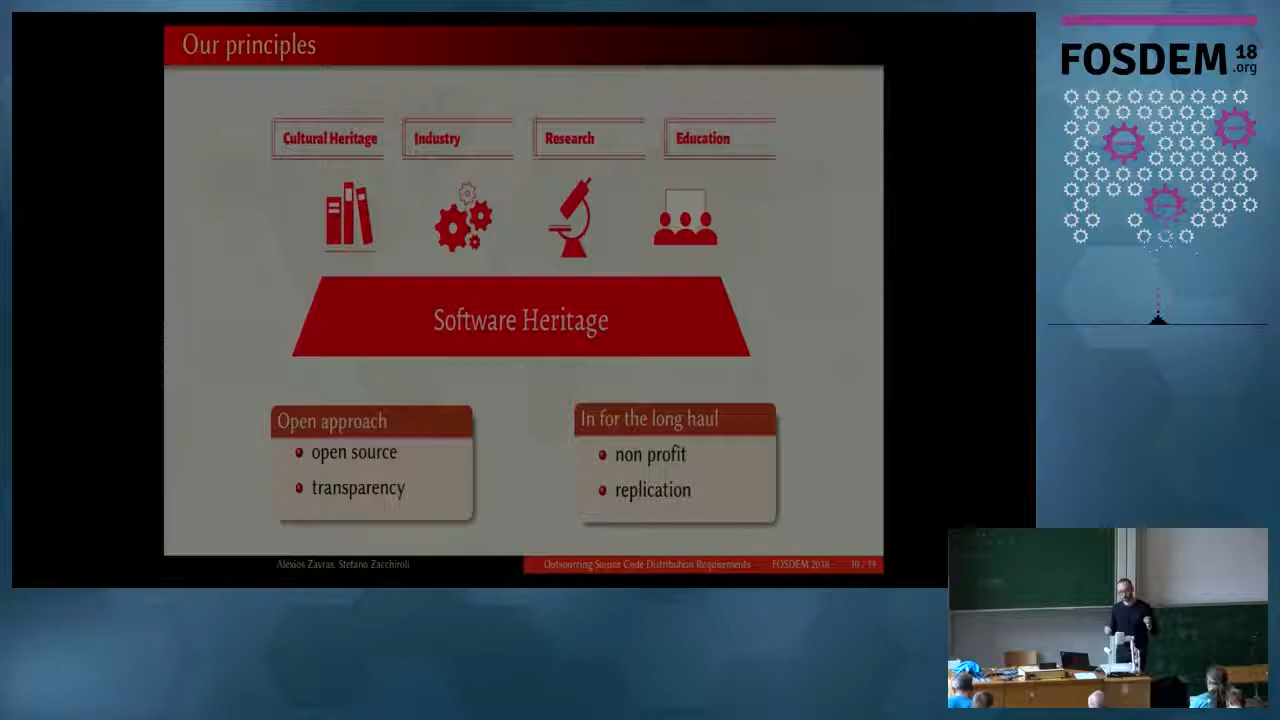 Our principles
Cultural Heritage
Industry
Research
Education
Software Heritage
Open approach
open source
transparency
In for the long haul
non profit
replication
Alexios Zavras, Stefano Zacchiroli
Outsourcing Source Code Distribution Requirements
FOSDEM 2018
10 / 19
FOSDEM 18
.org